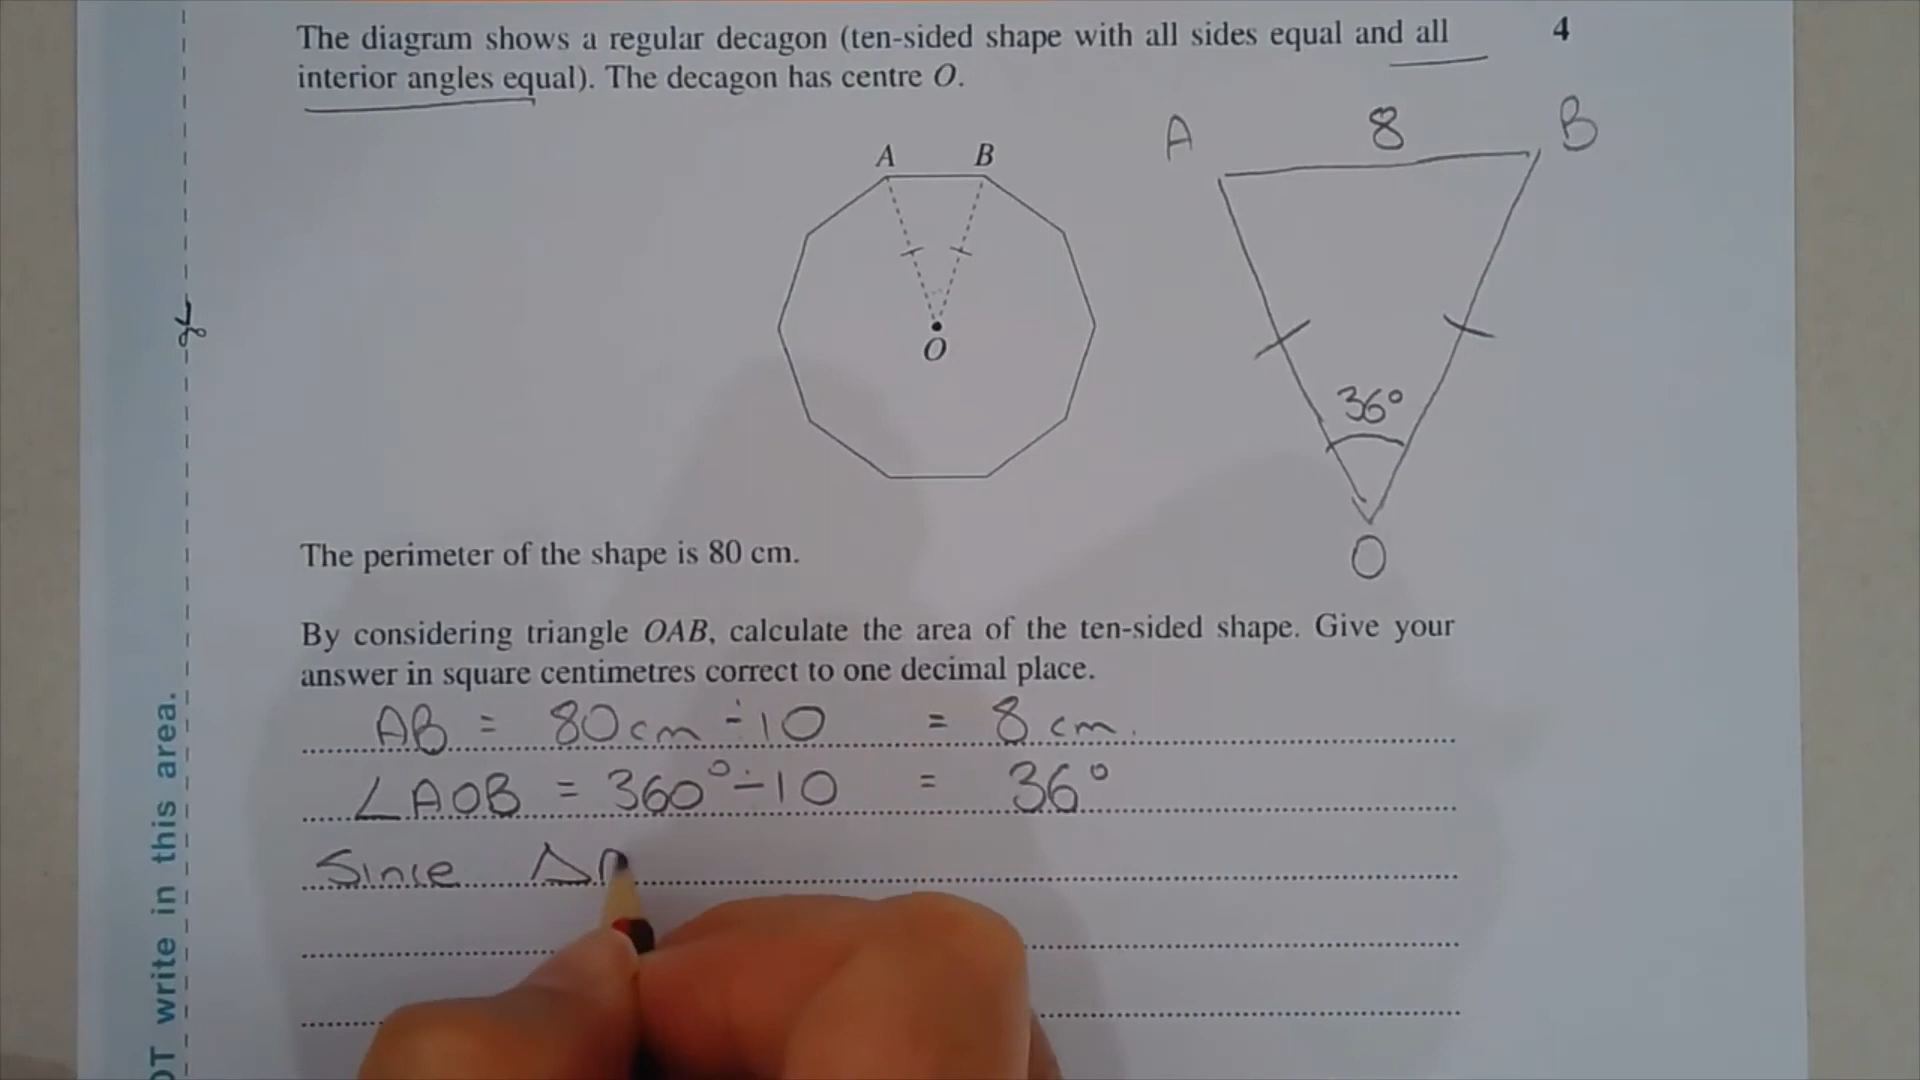 The diagram shows a regular decagon (ten-sided shape with all sides equal and all
interior angles equal). The decagon has centre O.
4
A B
O
A 8 B
36°
O
The perimeter of the shape is 80 cm.
By considering triangle OAB, calculate the area of the ten-sided shape. Give your
answer in square centimetres correct to one decimal place.
AB = 80cm ÷ 10 = 8 cm.
∠AOB = 360° ÷ 10 = 36°
Since △
OT write in this area.